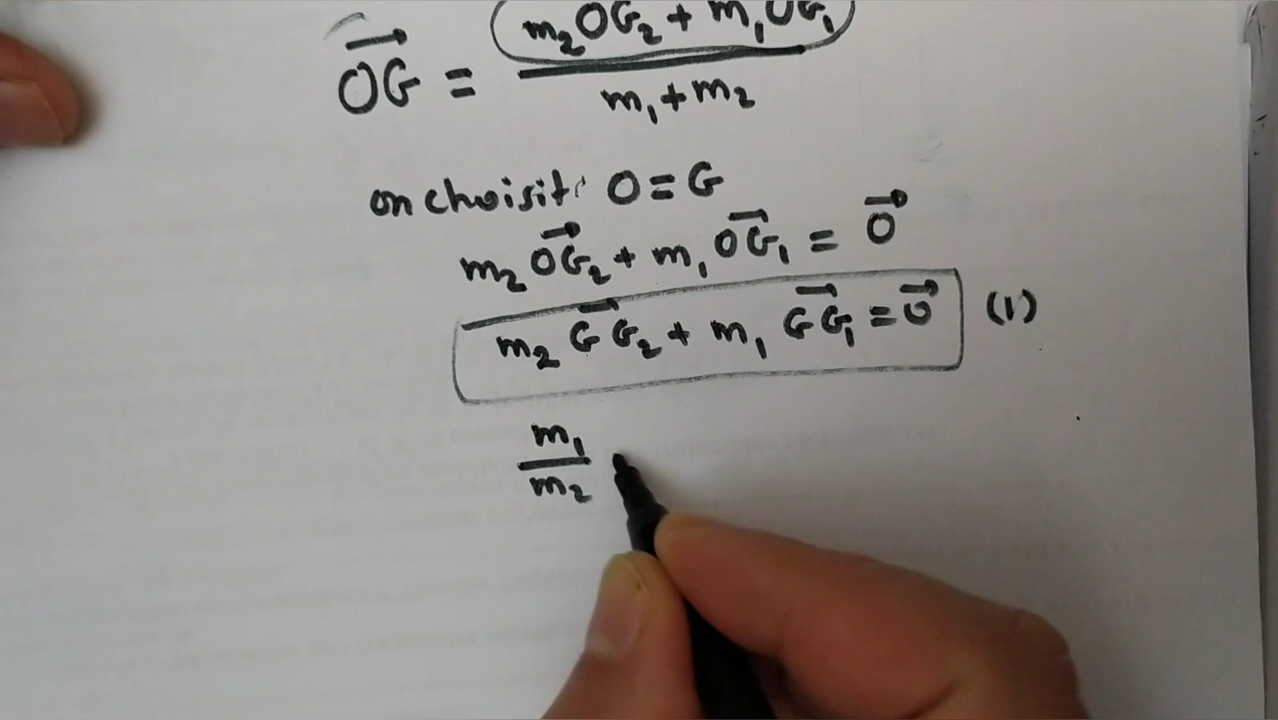 m₂OG₂ + m₁OG₁
OG⃗ = ———
m₁ + m₂
on choisit: O = G
m₂ OG₂⃗ + m₁ OG₁⃗ = 0⃗
m₂ GG₂⃗ + m₁ GG₁⃗ = 0⃗ (1)
m₁
—
m₂